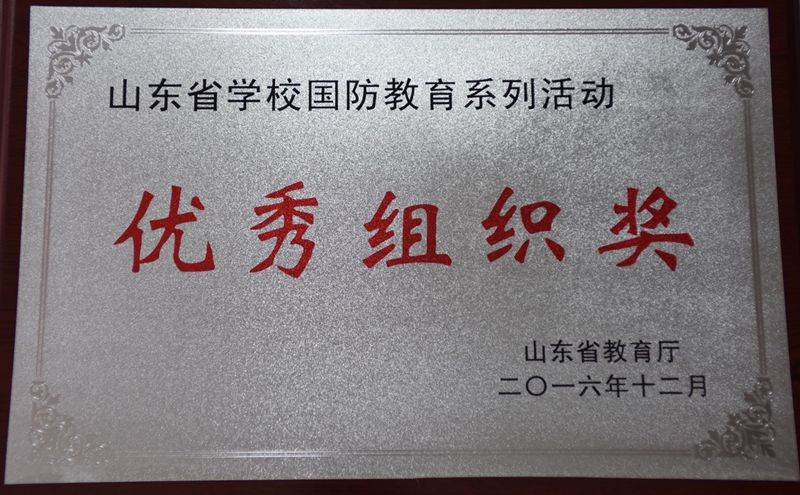 山东省学校国防教育系列活动
优秀组织奖
山东省教育厅
二〇一六年十二月